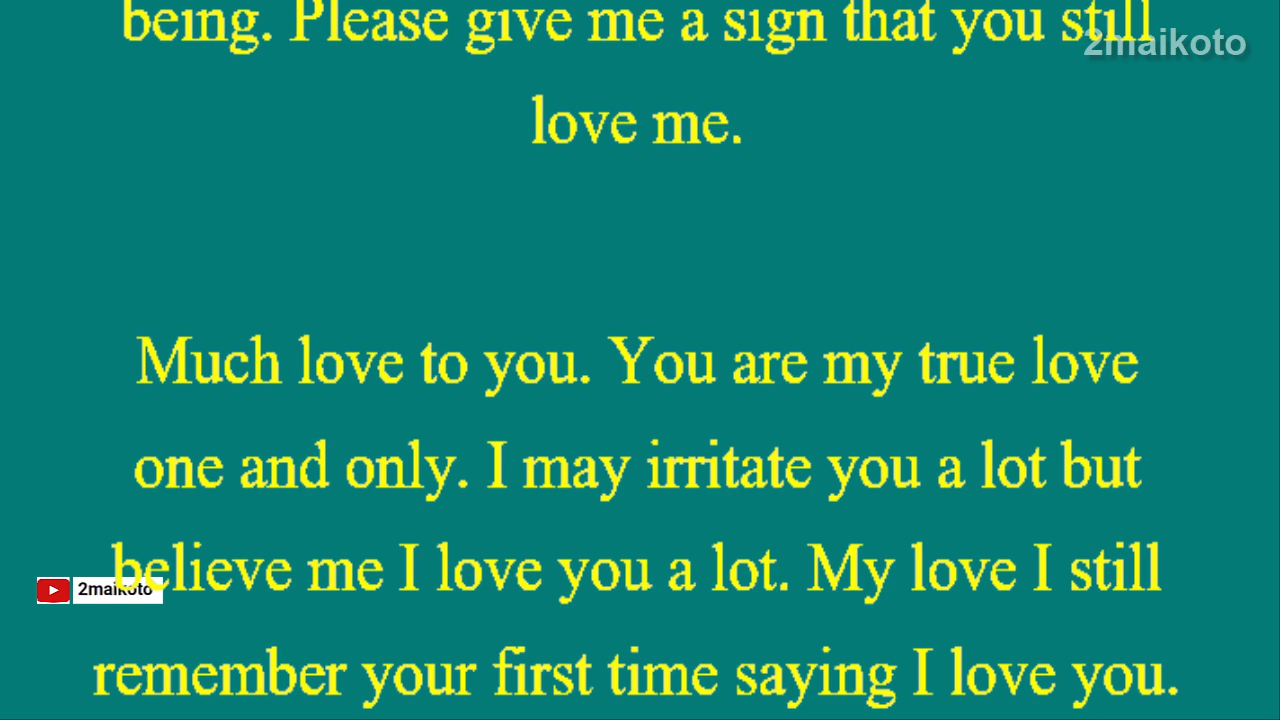 being. Please give me a sign that you still
2maikoto
love me.
Much love to you. You are my true love
one and only. I may irritate you a lot but
believe me I love you a lot. My love I still
2maikoto
remember your first time saying I love you.